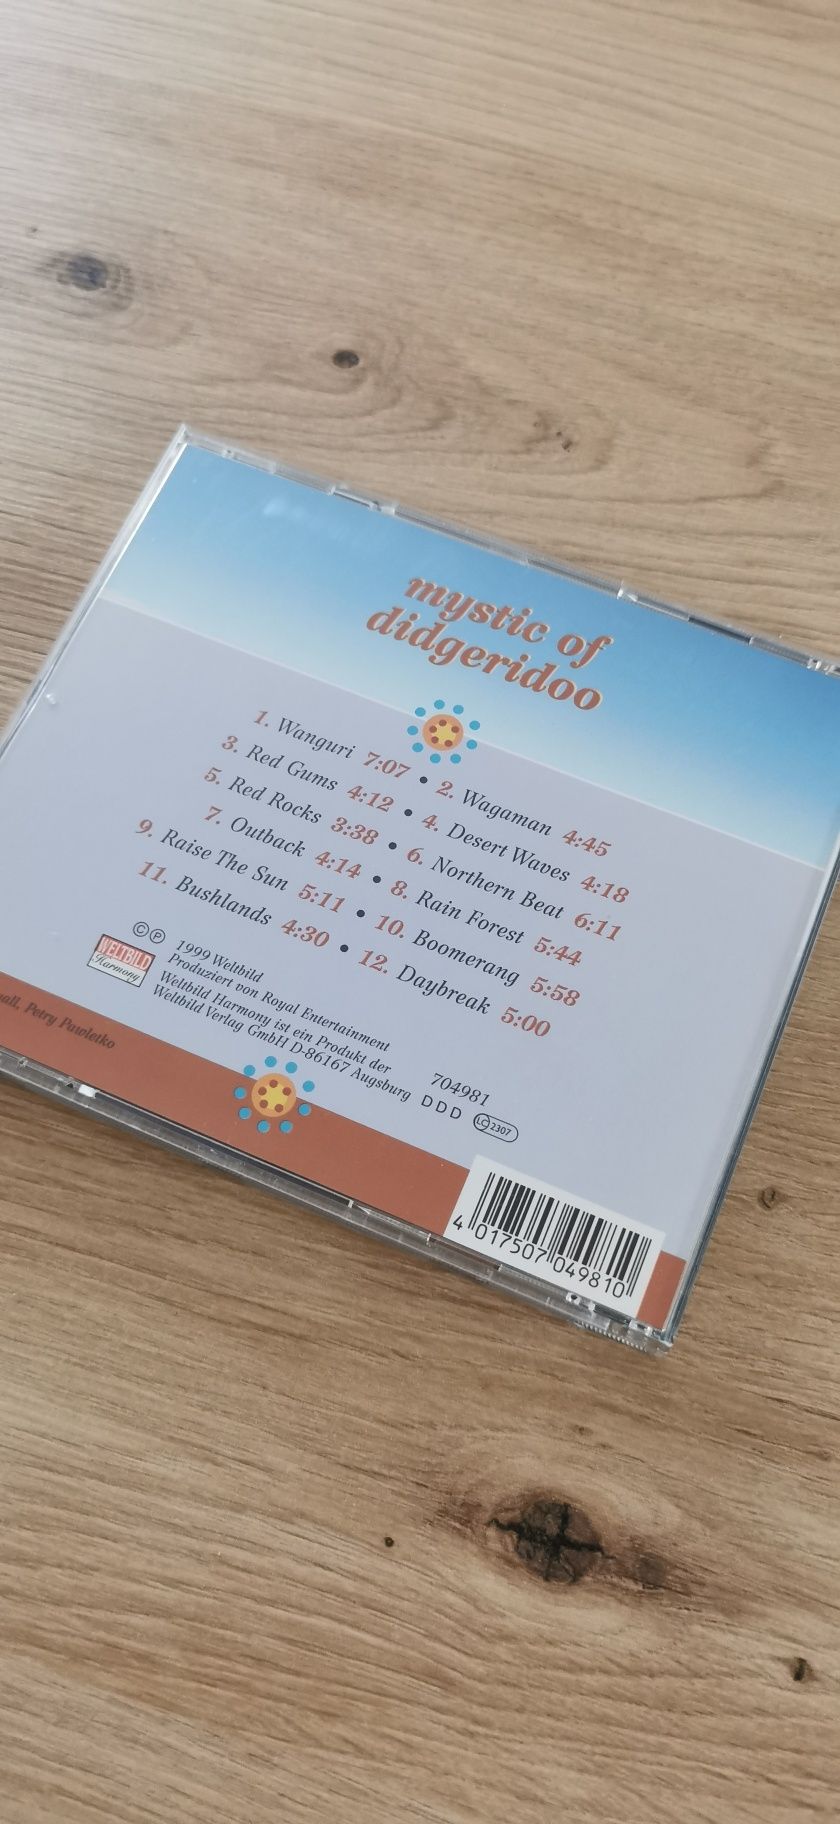 mystic of
didgeridoo
1. Wanguri 7:07 • 2. Wagaman 4:45
3. Red Gums 4:12 • 4. Desert Waves 4:18
5. Red Rocks 3:38 • 6. Northern Beat 6:11
7. Outback 4:14 • 8. Rain Forest 5:44
9. Raise The Sun 5:11 • 10. Boomerang 5:58
11. Bushlands 4:30 • 12. Daybreak 5:00
© ℗ 1999 Weltbild
Produziert von Royal Entertainment
Weltbild Harmony ist ein Produkt der
Weltbild Verlag GmbH D-86167 Augsburg
WELTBILD
Harmony
704981
DDD LC 2307
Petry Pawletko
4 017507 049810